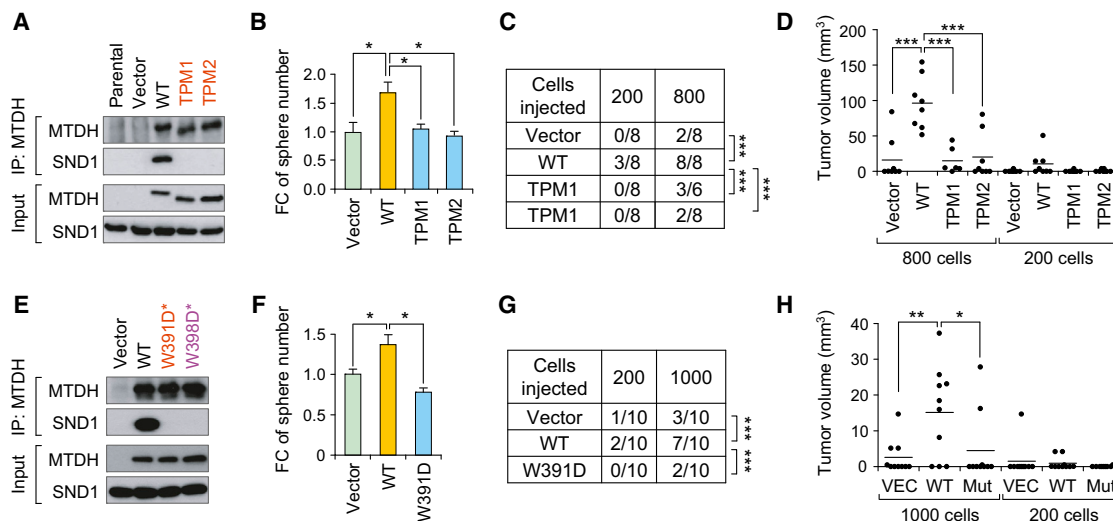 A
Parental
Vector
WT
TPM1
TPM2
IP: MTDH
MTDH
SND1
Input
MTDH
SND1
B
FC of sphere number
2.0
1.5
1.0
0.5
0.0
* * *
Vector
WT
TPM1
TPM2
C
Cells injected 200 800
Vector 0/8 2/8
WT 3/8 8/8
TPM1 0/8 3/6
TPM1 0/8 2/8
***
***
***
D
Tumor volume (mm3)
200
150
100
50
0
*** *** ***
Vector
WT
TPM1
TPM2
Vector
WT
TPM1
TPM2
800 cells 200 cells
E
Vector
WT
W391D*
W398D*
IP: MTDH
MTDH
SND1
Input
MTDH
SND1
F
FC of sphere number
1.5
1.0
0.5
0.0
* *
Vector
WT
W391D
G
Cells injected 200 1000
Vector 1/10 3/10
WT 2/10 7/10
W391D 0/10 2/10
***
***
H
Tumor volume (mm3)
40
30
20
10
0
** *
VEC WT Mut VEC WT Mut
1000 cells 200 cells